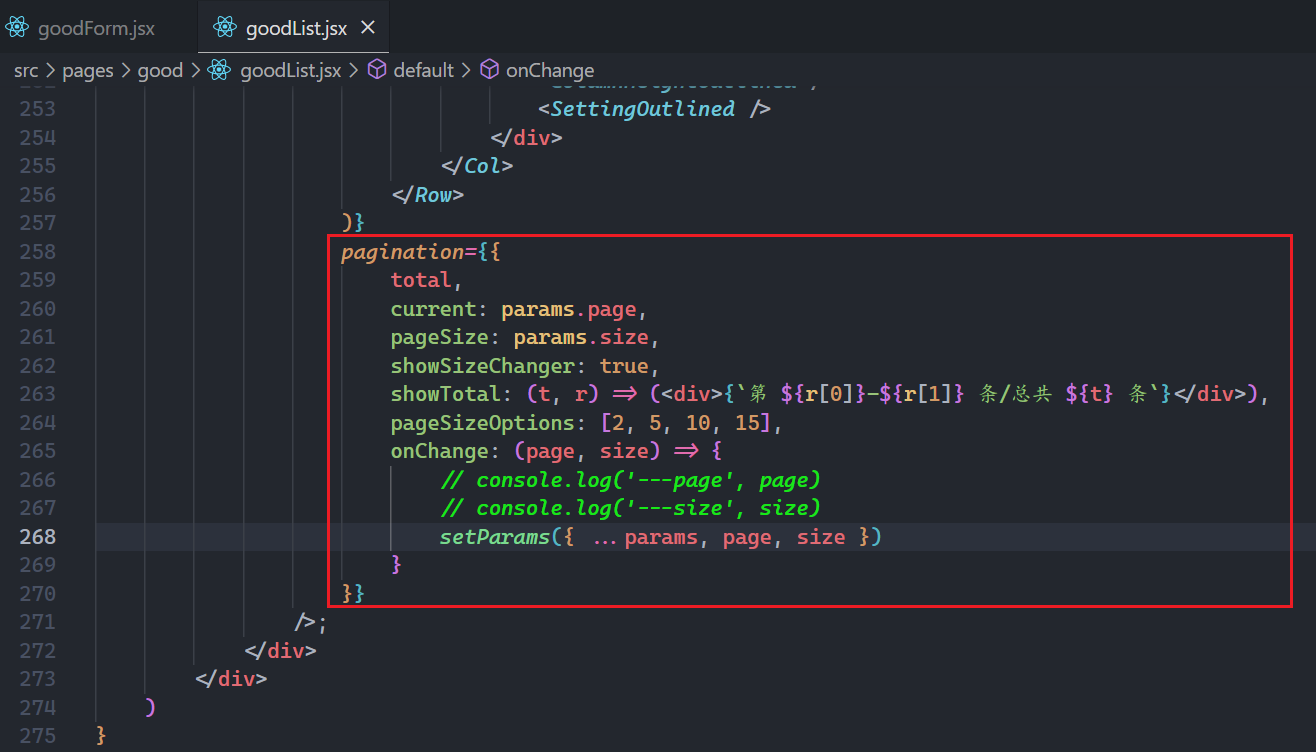 goodForm.jsx goodList.jsx
src > pages > good > goodList.jsx > default > onChange
253 <SettingOutlined />
254 </div>
255 </Col>
256 </Row>
257 )}
258 pagination={{
259 total,
260 current: params.page,
261 pageSize: params.size,
262 showSizeChanger: true,
263 showTotal: (t, r) => (<div>{`第 ${r[0]}-${r[1]} 条/总共 ${t} 条`}</div>),
264 pageSizeOptions: [2, 5, 10, 15],
265 onChange: (page, size) => {
266 // console.log('---page', page)
267 // console.log('---size', size)
268 setParams({ ...params, page, size })
269 }
270 }}
271 />;
272 </div>
273 </div>
274 )
275 }